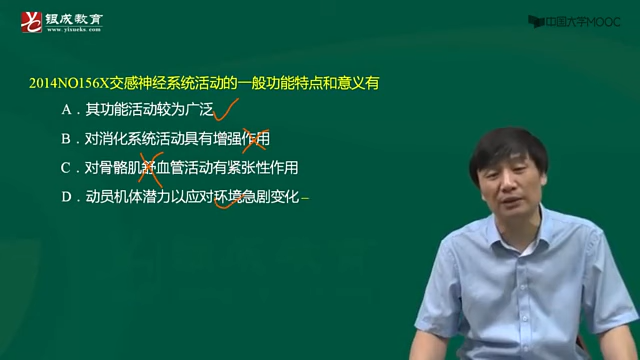 银成教育
www.yixueks.com
中国大学MOOC
2014NO156X交感神经系统活动的一般功能特点和意义有
A．其功能活动较为广泛
B．对消化系统活动具有增强作用
C．对骨骼肌舒血管活动有紧张性作用
D．动员机体潜力以应对环境急剧变化